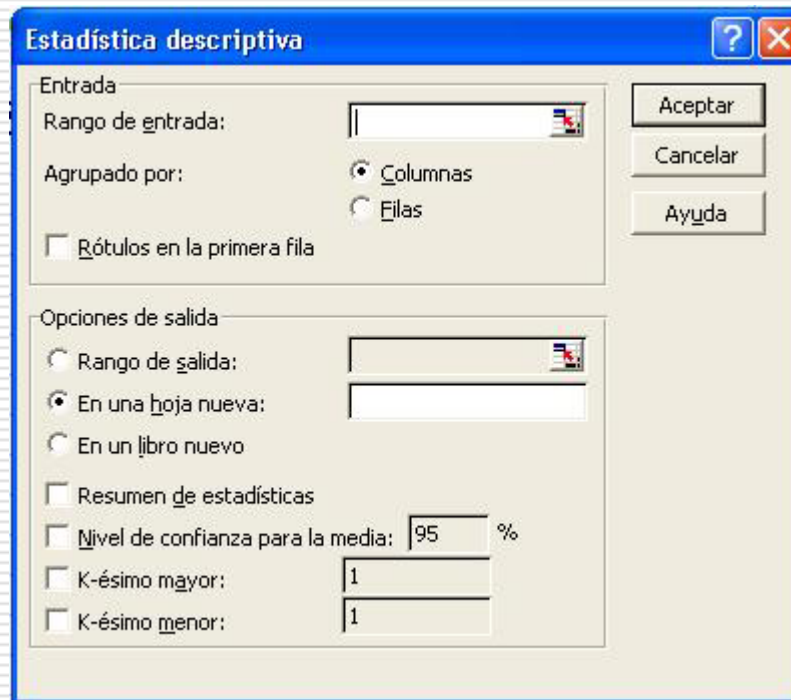 Estadística descriptiva
Entrada
Rango de entrada:
Agrupado por:
Columnas
Filas
Rótulos en la primera fila
Aceptar
Cancelar
Ayuda
Opciones de salida
Rango de salida:
En una hoja nueva:
En un libro nuevo
Resumen de estadísticas
Nivel de confianza para la media: 95 %
K-ésimo mayor: 1
K-ésimo menor: 1